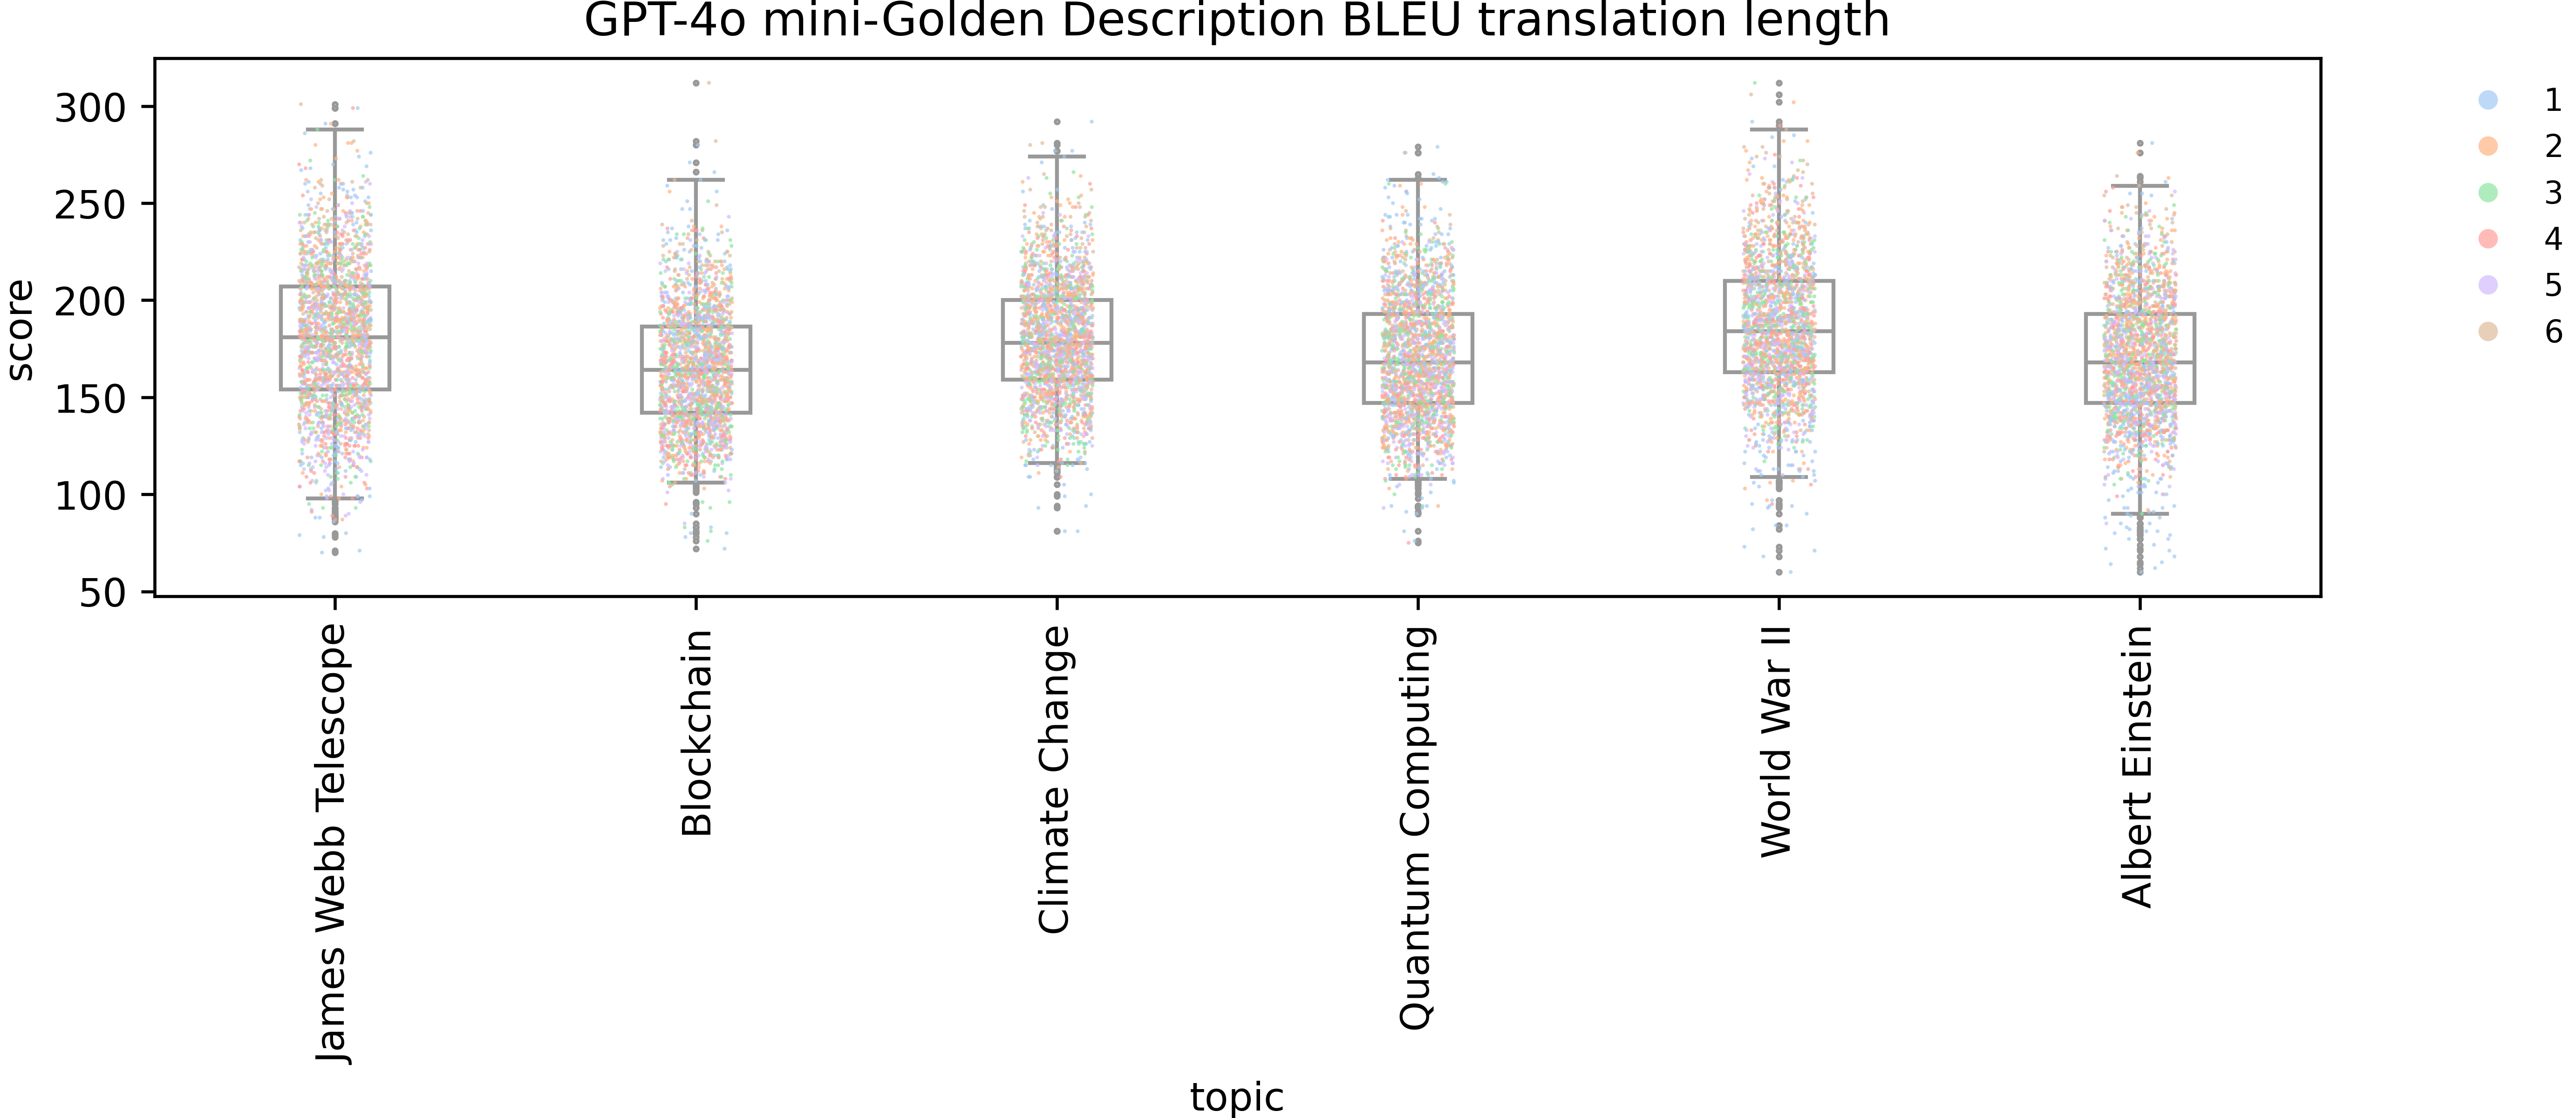 GPT-4o mini-Golden Description BLEU translation length
score
300
250
200
150
100
50
James Webb Telescope
Blockchain
Climate Change
Quantum Computing
World War II
Albert Einstein
topic
1
2
3
4
5
6